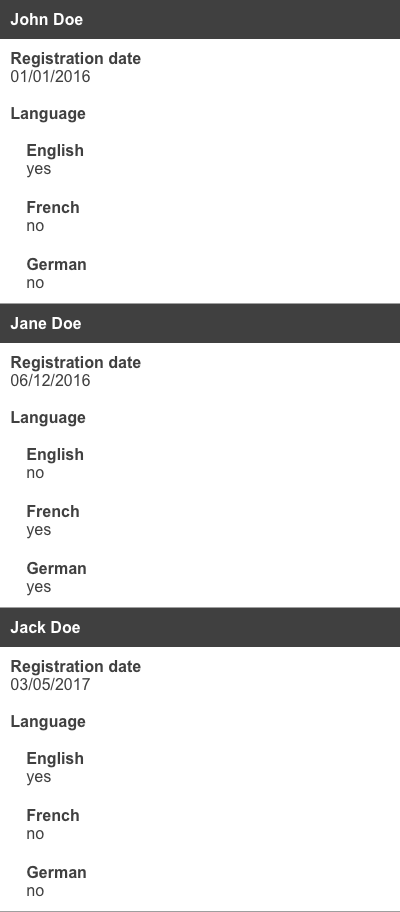 John Doe
Registration date
01/01/2016
Language
English
yes
French
no
German
no
Jane Doe
Registration date
06/12/2016
Language
English
no
French
yes
German
yes
Jack Doe
Registration date
03/05/2017
Language
English
yes
French
no
German
no